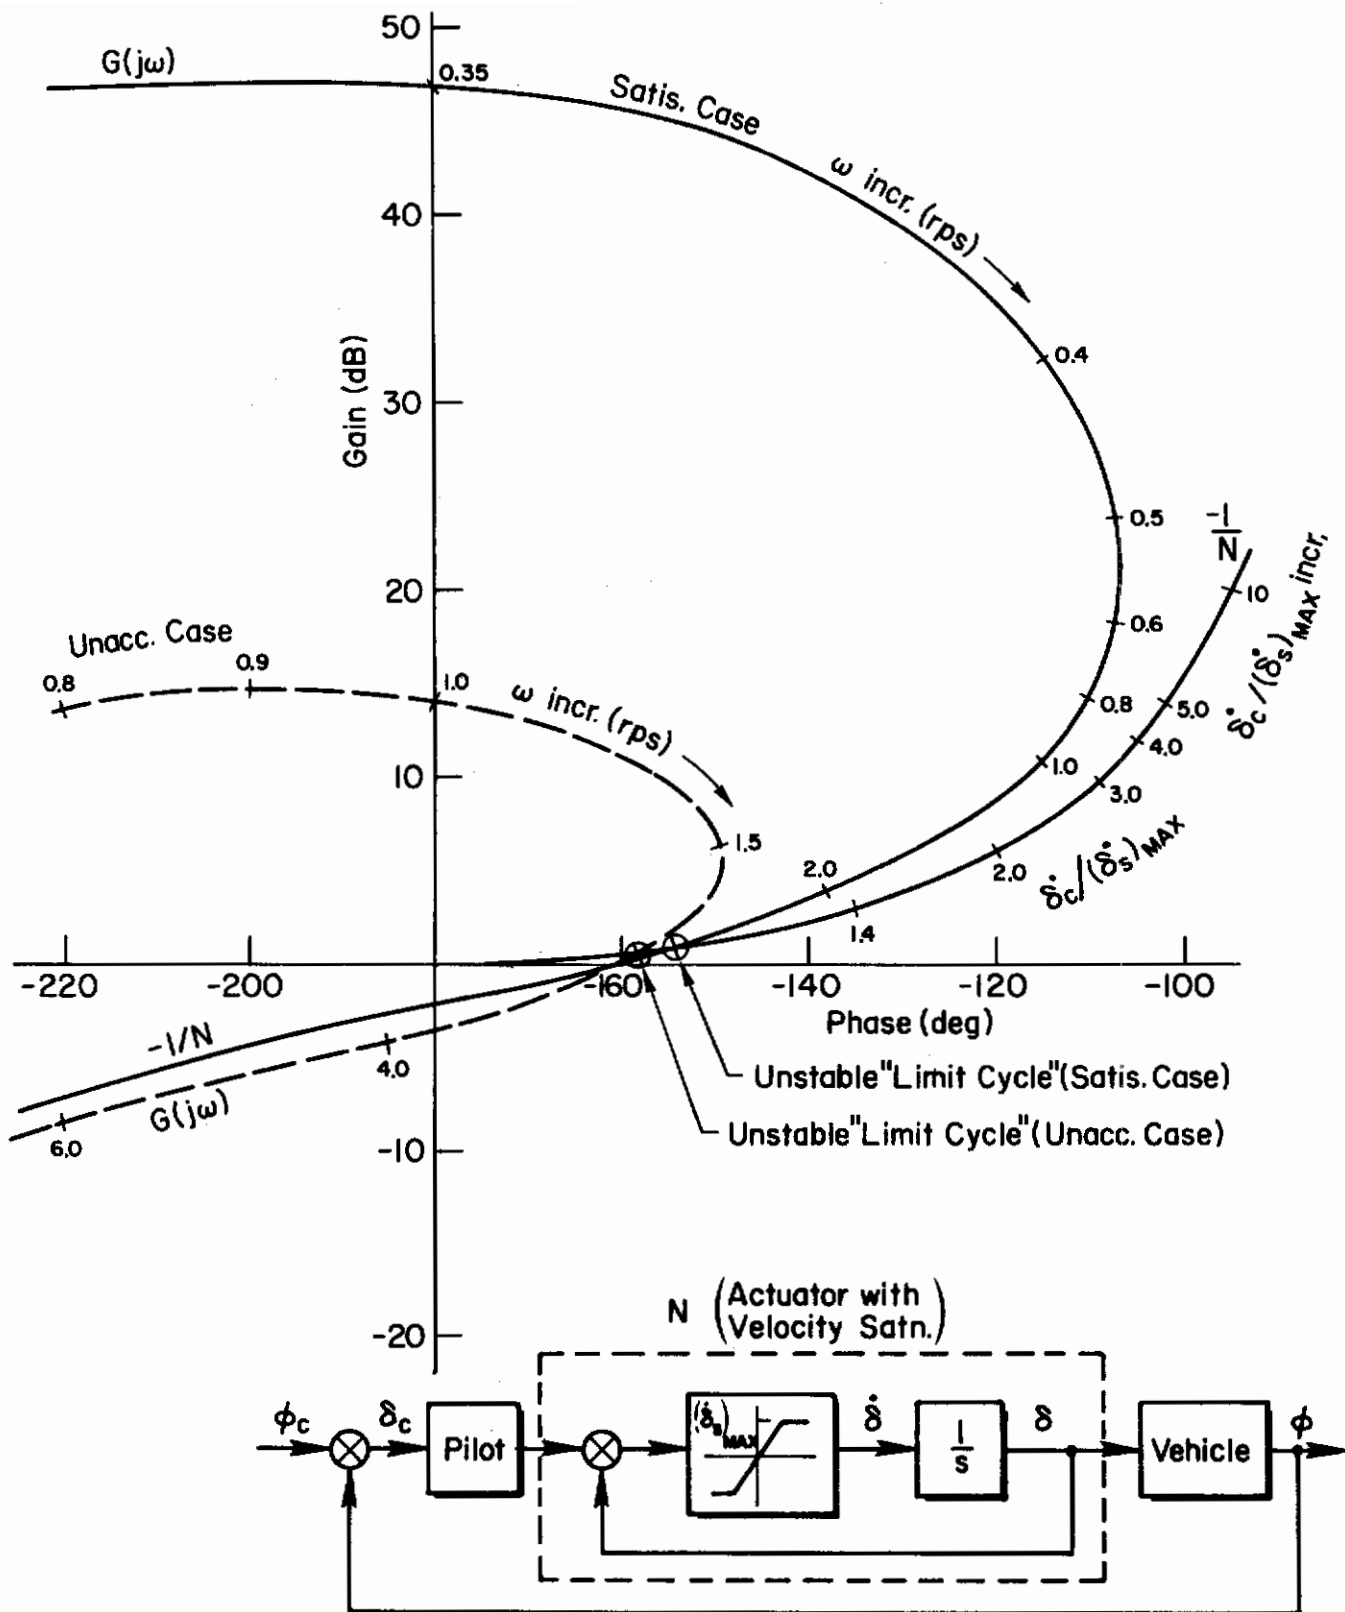 50
G(jω)
0.35
Satis. Case
ω incr. (rps)
40
Gain (dB)
0.4
30
0.5
-1
N
δ̇c/(δ̇s)MAX incr.
20
10
0.6
Unacc. Case
0.8
0.9
1.0
ω incr. (rps)
0.8
5.0
4.0
10
1.0
3.0
1.5
2.0
2.0
δ̇c/(δ̇s)MAX
1.4
-220
-200
-160
-140
-120
-100
Phase (deg)
-1/N
4.0
G(jω)
6.0
Unstable "Limit Cycle" (Satis. Case)
Unstable "Limit Cycle" (Unacc. Case)
-10
-20
N (Actuator with
Velocity Satn.)
ϕc
δc
Pilot
(δ̇s)MAX
δ̇
1
s
δ
Vehicle
ϕ